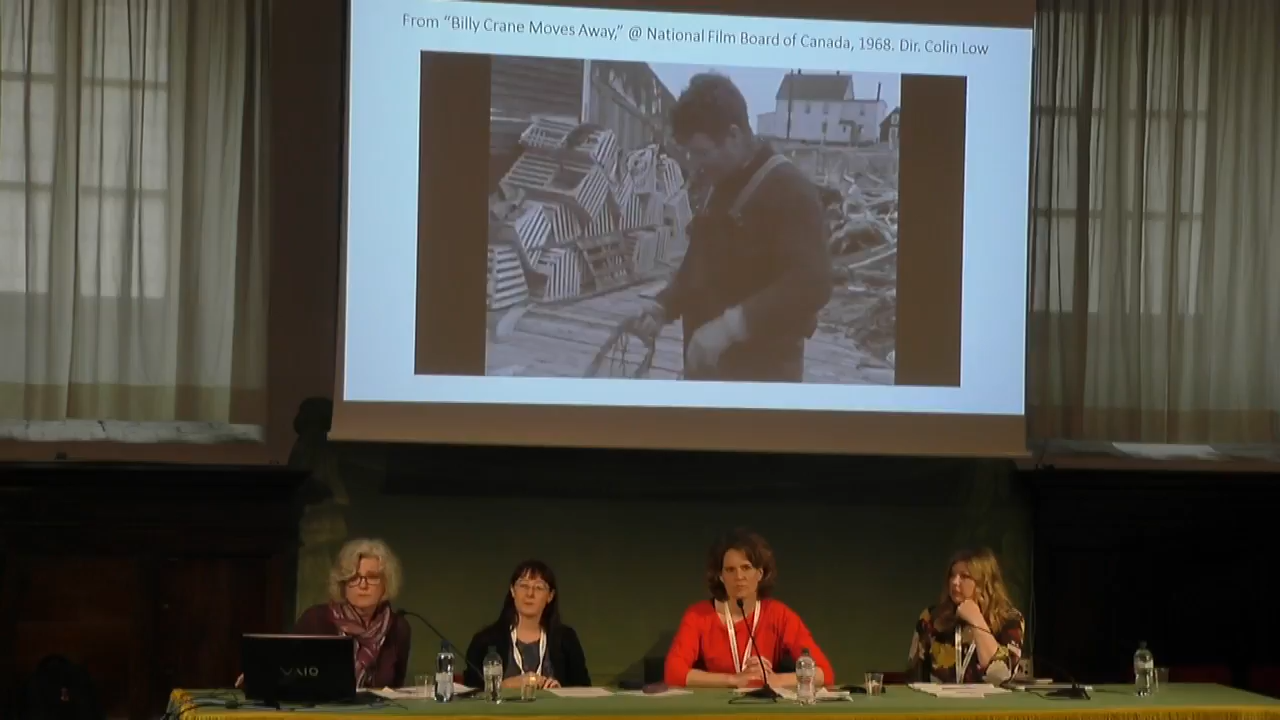 From “Billy Crane Moves Away,” @ National Film Board of Canada, 1968. Dir. Colin Low
VAIO